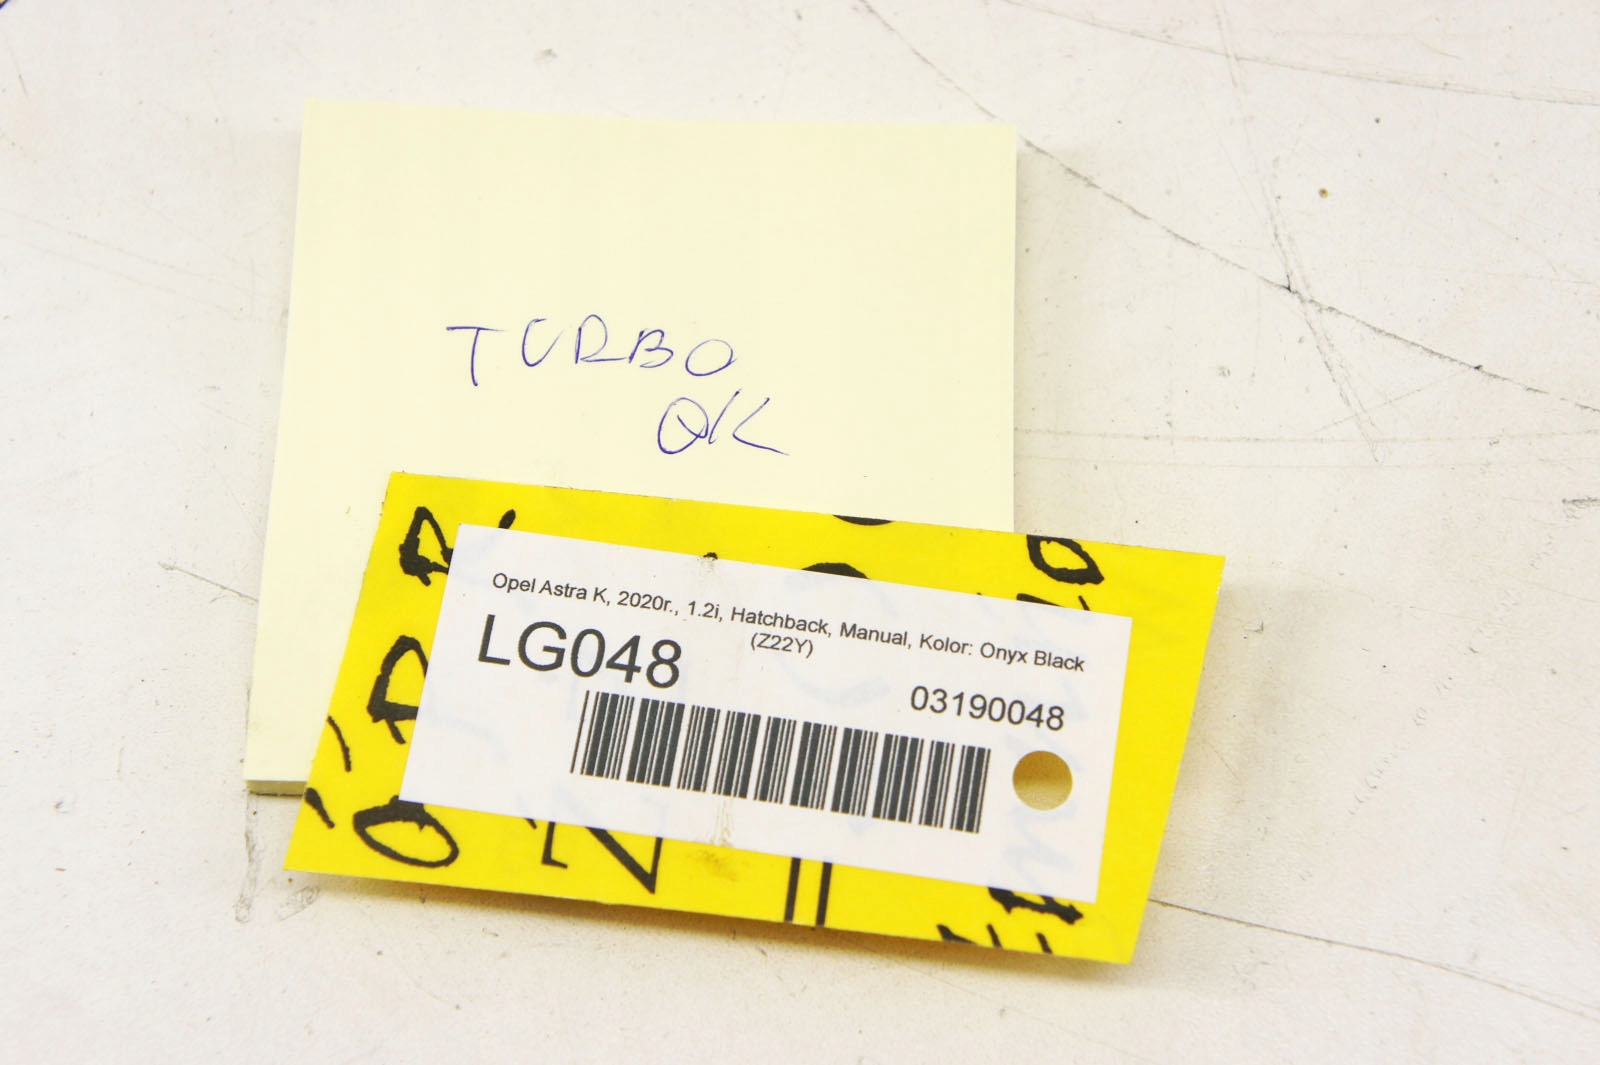 TURBO
OK
Opel Astra K, 2020r., 1.2i, Hatchback, Manual, Kolor: Onyx Black
(Z22Y)
LG048
03190048